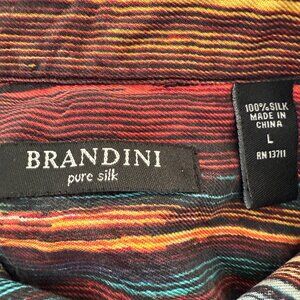 BRANDINI
pure silk
100% SILK
MADE IN
CHINA
L
RN 13711